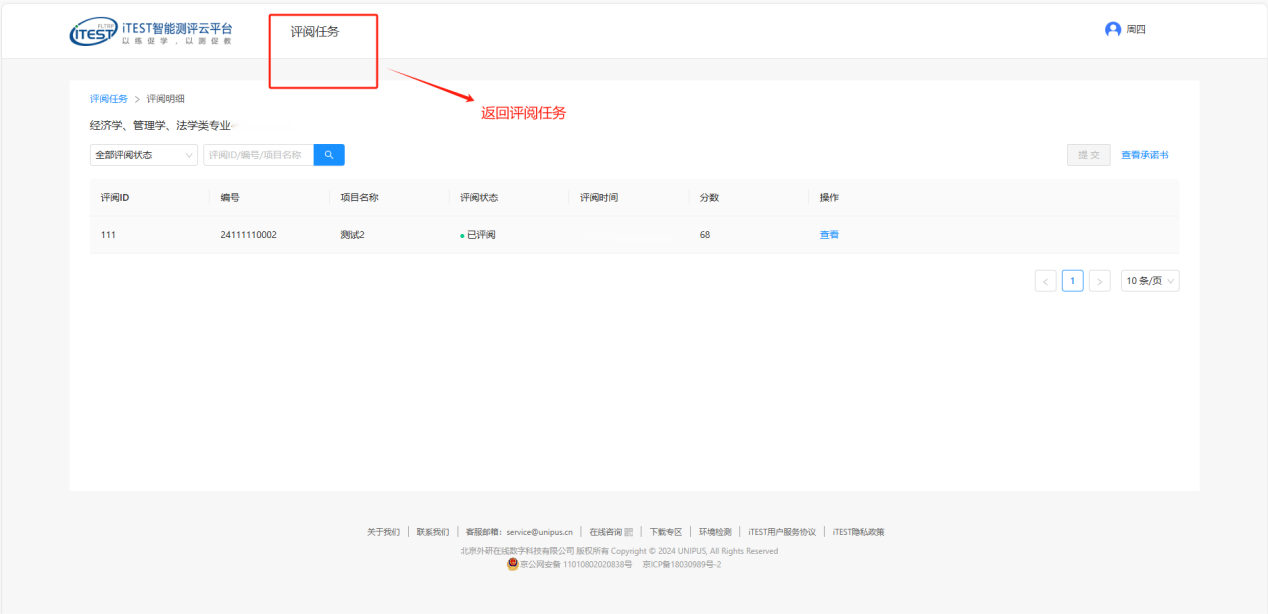 ELTRP
iTEST
iTEST智能测评云平台
以练促学，以测促教
评阅任务
周四
评阅任务 > 评阅明细
返回评阅任务
经济学、管理学、法学类专业
全部评阅状态
评阅ID/编号/项目名称
提 交
查看承诺书
评阅ID 编号 项目名称 评阅状态 评阅时间 分数 操作
111 24111110002 测试2 已评阅 68 查看
< 1 > 10 条/页
关于我们 | 联系我们 | 客服邮箱：service@unipus.cn | 在线咨询 | 下载专区 | 环境检测 | iTEST用户服务协议 | iTEST隐私政策
北京外研在线数字科技有限公司 版权所有 Copyright © 2024 UNIPUS, All Rights Reserved
京公网安备 11010802020838号 京ICP备18030989号-2